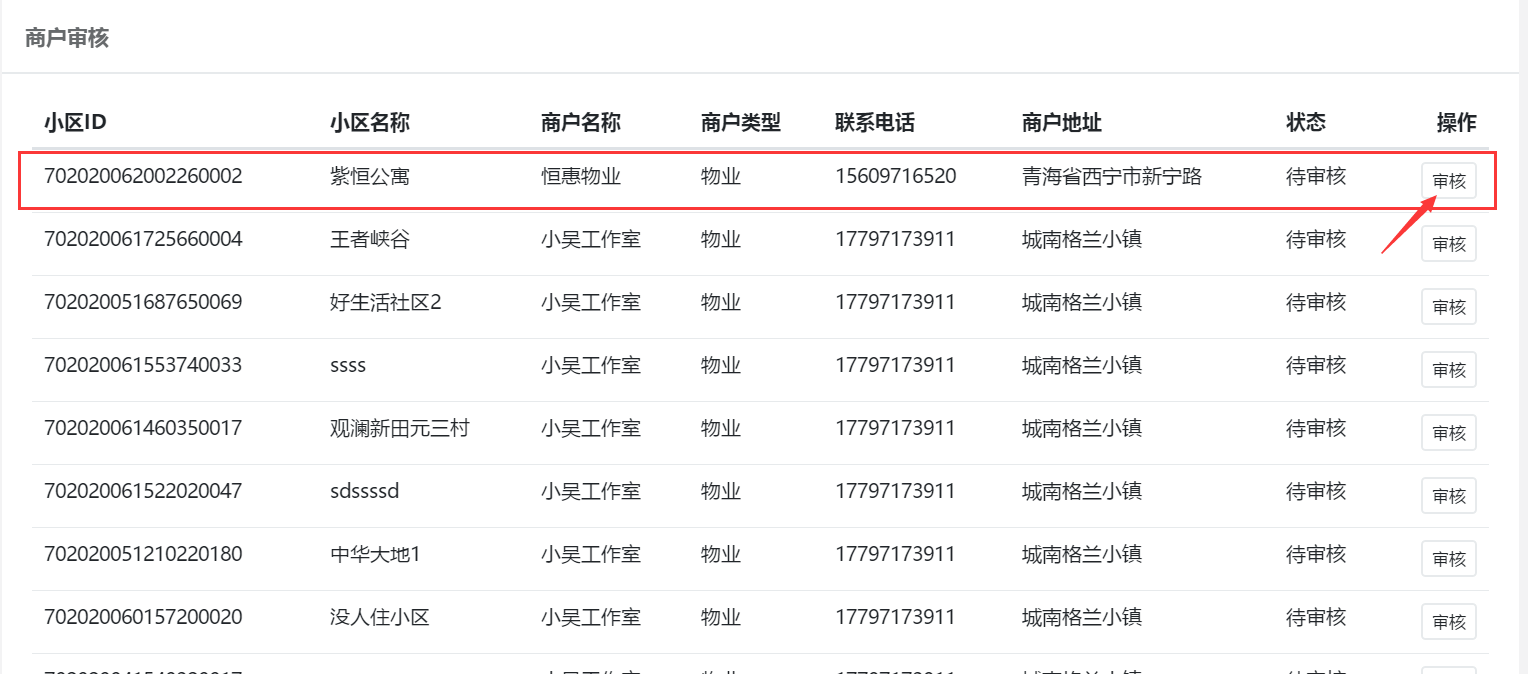 商户审核
小区ID 小区名称 商户名称 商户类型 联系电话 商户地址 状态 操作
702020062002260002 紫恒公寓 恒惠物业 物业 15609716520 青海省西宁市新宁路 待审核 审核
702020061725660004 王者峡谷 小吴工作室 物业 17797173911 城南格兰小镇 待审核 审核
702020051687650069 好生活社区2 小吴工作室 物业 17797173911 城南格兰小镇 待审核 审核
702020061553740033 ssss 小吴工作室 物业 17797173911 城南格兰小镇 待审核 审核
702020061460350017 观澜新田元三村 小吴工作室 物业 17797173911 城南格兰小镇 待审核 审核
702020061522020047 sdssssd 小吴工作室 物业 17797173911 城南格兰小镇 待审核 审核
702020051210220180 中华大地1 小吴工作室 物业 17797173911 城南格兰小镇 待审核 审核
702020060157200020 没人住小区 小吴工作室 物业 17797173911 城南格兰小镇 待审核 审核